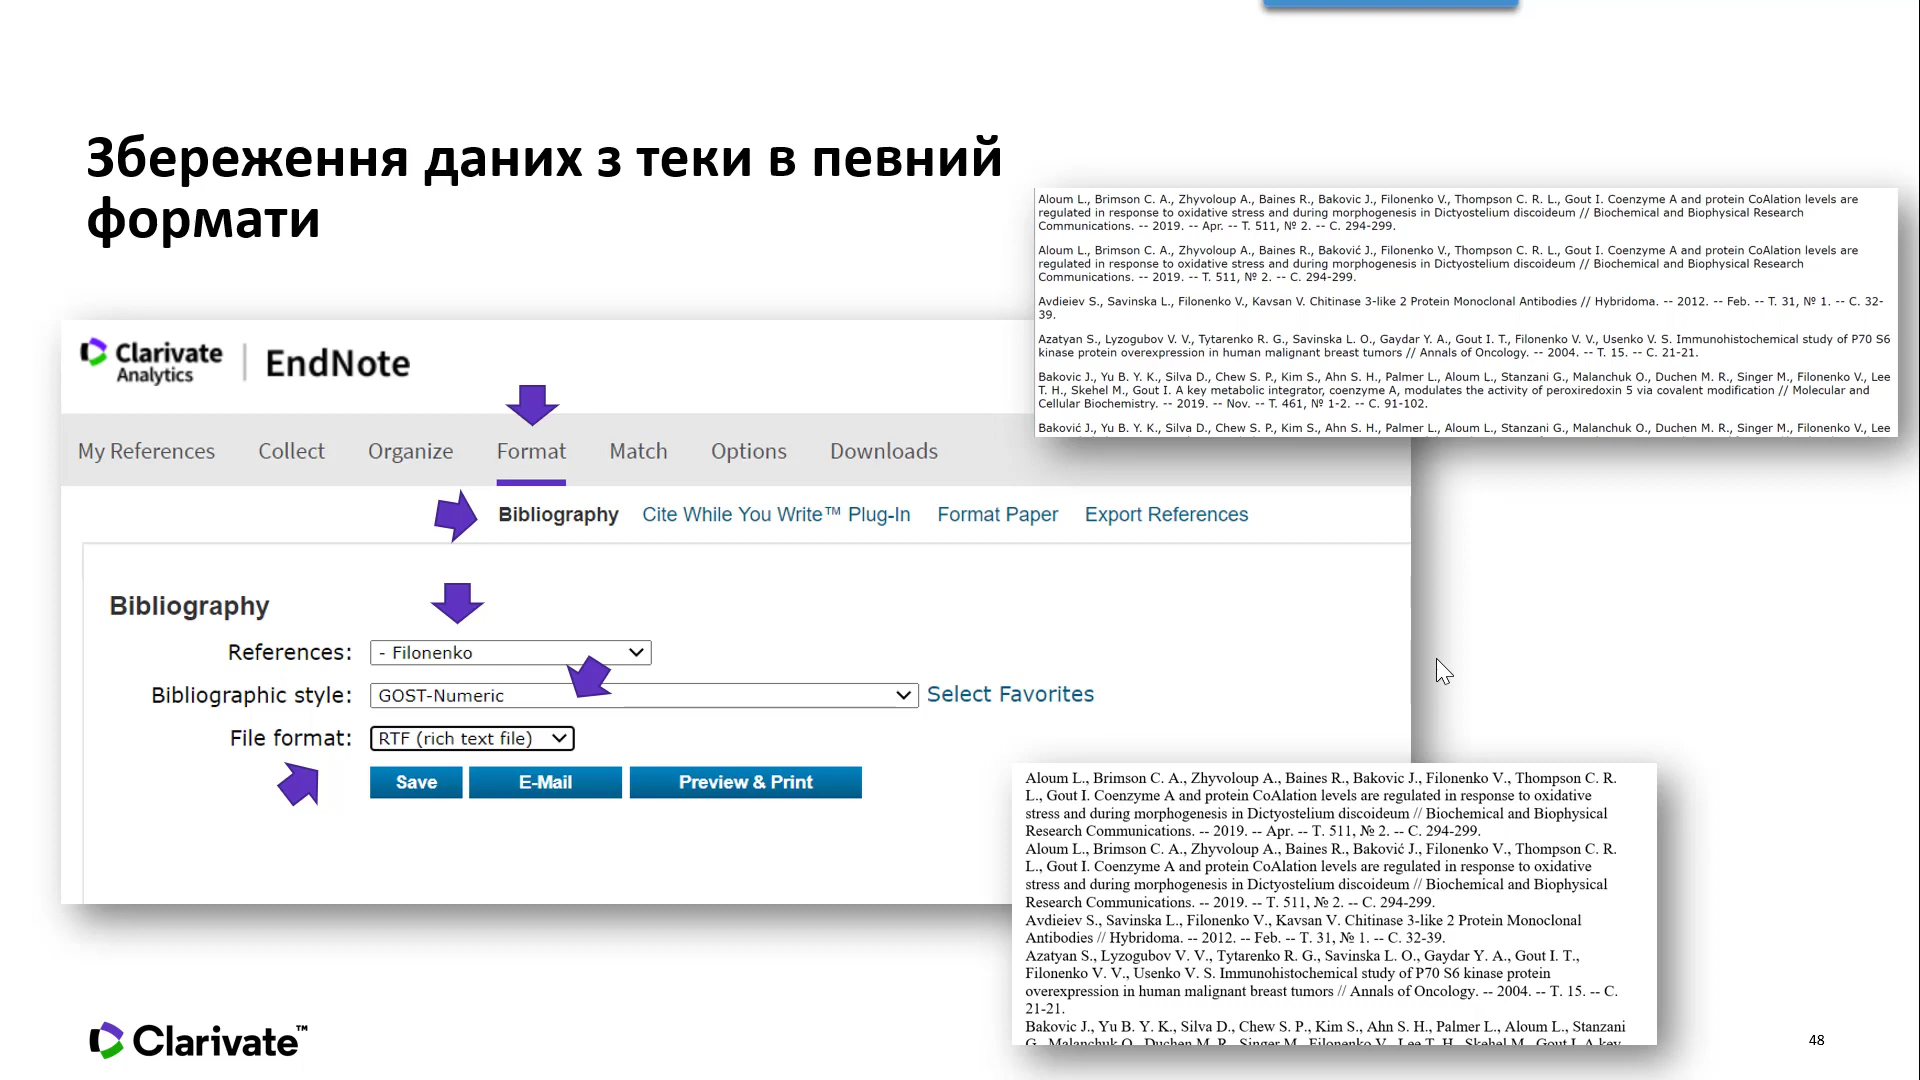 Збереження даних з теки в певний
формати
Aloum L., Brimson C. A., Zhyvoloup A., Baines R., Bakovic J., Filonenko V., Thompson C. R. L., Gout I. Coenzyme A and protein CoAlation levels are
regulated in response to oxidative stress and during morphogenesis in Dictyostelium discoideum // Biochemical and Biophysical Research
Communications. -- 2019. -- Apr. -- T. 511, № 2. -- C. 294-299.
Aloum L., Brimson C. A., Zhyvoloup A., Baines R., Baković J., Filonenko V., Thompson C. R. L., Gout I. Coenzyme A and protein CoAlation levels are
regulated in response to oxidative stress and during morphogenesis in Dictyostelium discoideum // Biochemical and Biophysical Research
Communications. -- 2019. -- T. 511, № 2. -- C. 294-299.
Avdieiev S., Savinska L., Filonenko V., Kavsan V. Chitinase 3-like 2 Protein Monoclonal Antibodies // Hybridoma. -- 2012. -- Feb. -- T. 31, № 1. -- C. 32-
39.
Azatyan S., Lyzogubov V. V., Tytarenko R. G., Savinska L. O., Gaydar Y. A., Gout I. T., Filonenko V. V., Usenko V. S. Immunohistochemical study of P70 S6
kinase protein overexpression in human malignant breast tumors // Annals of Oncology. -- 2004. -- T. 15. -- C. 21-21.
Bakovic J., Yu B. Y. K., Silva D., Chew S. P., Kim S., Ahn S. H., Palmer L., Aloum L., Stanzani G., Malanchuk O., Duchen M. R., Singer M., Filonenko V., Lee
T. H., Skehel M., Gout I. A key metabolic integrator, coenzyme A, modulates the activity of peroxiredoxin 5 via covalent modification // Molecular and
Cellular Biochemistry. -- 2019. -- Nov. -- T. 461, № 1-2. -- C. 91-102.
Baković J., Yu B. Y. K., Silva D., Chew S. P., Kim S., Ahn S. H., Palmer L., Aloum L., Stanzani G., Malanchuk O., Duchen M. R., Singer M., Filonenko V., Lee
Clarivate
Analytics
EndNote
My References Collect Organize Format Match Options Downloads
Bibliography Cite While You Write™ Plug-In Format Paper Export References
Bibliography
References: - Filonenko
Bibliographic style: GOST-Numeric Select Favorites
File format: RTF (rich text file)
Save E-Mail Preview & Print
Aloum L., Brimson C. A., Zhyvoloup A., Baines R., Bakovic J., Filonenko V., Thompson C. R.
L., Gout I. Coenzyme A and protein CoAlation levels are regulated in response to oxidative
stress and during morphogenesis in Dictyostelium discoideum // Biochemical and Biophysical
Research Communications. -- 2019. -- Apr. -- T. 511, № 2. -- C. 294-299.
Aloum L., Brimson C. A., Zhyvoloup A., Baines R., Baković J., Filonenko V., Thompson C. R.
L., Gout I. Coenzyme A and protein CoAlation levels are regulated in response to oxidative
stress and during morphogenesis in Dictyostelium discoideum // Biochemical and Biophysical
Research Communications. -- 2019. -- T. 511, № 2. -- C. 294-299.
Avdieiev S., Savinska L., Filonenko V., Kavsan V. Chitinase 3-like 2 Protein Monoclonal
Antibodies // Hybridoma. -- 2012. -- Feb. -- T. 31, № 1. -- C. 32-39.
Azatyan S., Lyzogubov V. V., Tytarenko R. G., Savinska L. O., Gaydar Y. A., Gout I. T.,
Filonenko V. V., Usenko V. S. Immunohistochemical study of P70 S6 kinase protein
overexpression in human malignant breast tumors // Annals of Oncology. -- 2004. -- T. 15. -- C.
21-21.
Bakovic J., Yu B. Y. K., Silva D., Chew S. P., Kim S., Ahn S. H., Palmer L., Aloum L., Stanzani
G., Malanchuk O., Duchen M. R., Singer M., Filonenko V., Lee T. H., Skehel M., Gout I. A key
Clarivate™
48